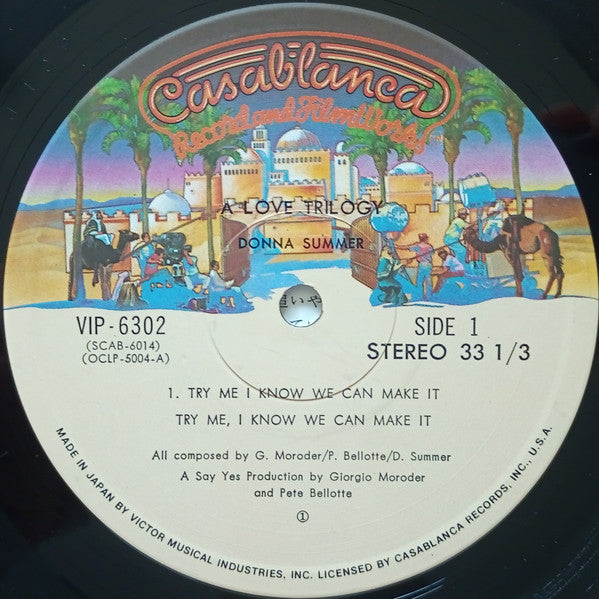 Casablanca
Record and FilmWorks
A LOVE TRILOGY
DONNA SUMMER
いや
VIP-6302
(SCAB-6014)
(OCLP-5004-A)
SIDE 1
STEREO 33 1/3
1. TRY ME I KNOW WE CAN MAKE IT
TRY ME, I KNOW WE CAN MAKE IT
All composed by G. Moroder/P. Bellotte/D. Summer
A Say Yes Production by Giorgio Moroder
and Pete Bellotte
①
MADE IN JAPAN BY VICTOR MUSICAL INDUSTRIES, INC. LICENSED BY CASABLANCA RECORDS, INC., U.S.A.